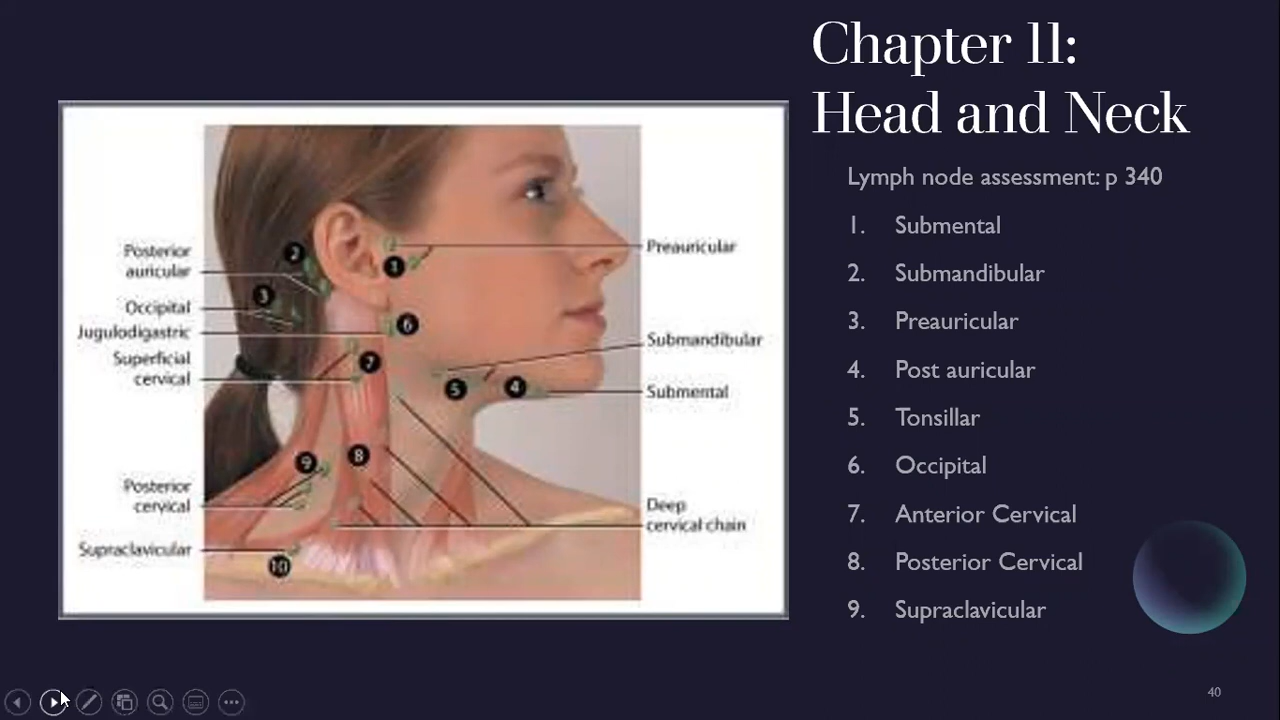 Chapter 11:
Head and Neck
Lymph node assessment: p 340
1. Submental
2. Submandibular
3. Preauricular
4. Post auricular
5. Tonsillar
6. Occipital
7. Anterior Cervical
8. Posterior Cervical
9. Supraclavicular
Posterior
auricular
Occipital
Jugulodigastric
Superficial
cervical
Posterior
cervical
Supraclavicular
2
3
1
6
7
5
4
9
8
10
Preauricular
Submandibular
Submental
Deep
cervical chain
40